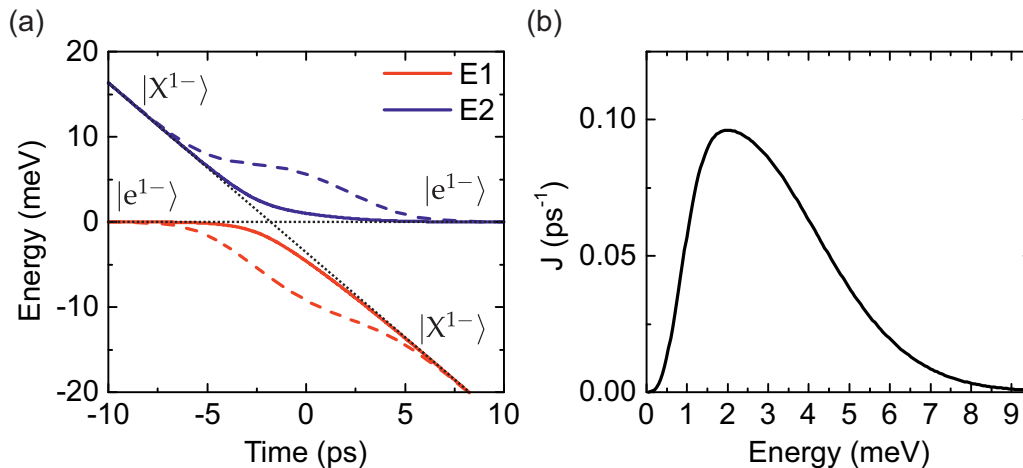 (a)
20
10
0
-10
-20
Energy (meV)
-10
-5
0
5
10
Time (ps)
|X¹⁻⟩
E1
E2
|e¹⁻⟩
|e¹⁻⟩
|X¹⁻⟩
(b)
0.10
0.05
0.00
J (ps⁻¹)
0
1
2
3
4
5
6
7
8
9
Energy (meV)